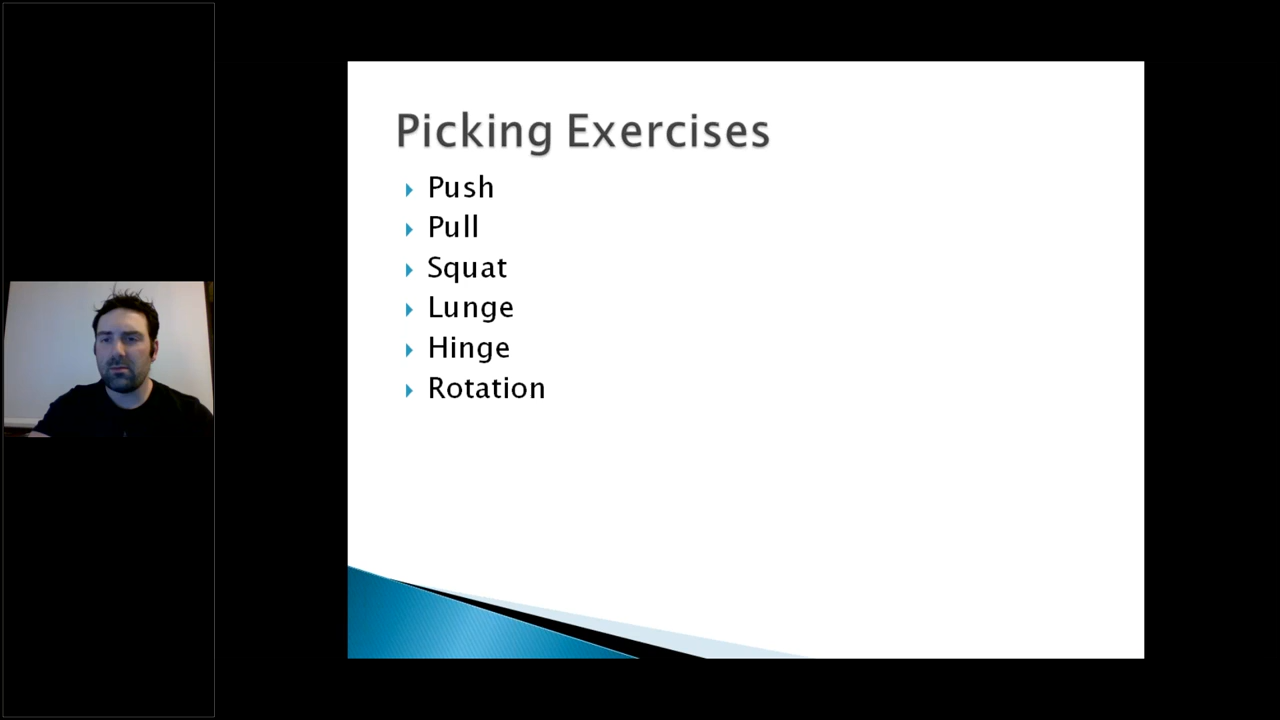 Picking Exercises
Push
Pull
Squat
Lunge
Hinge
Rotation